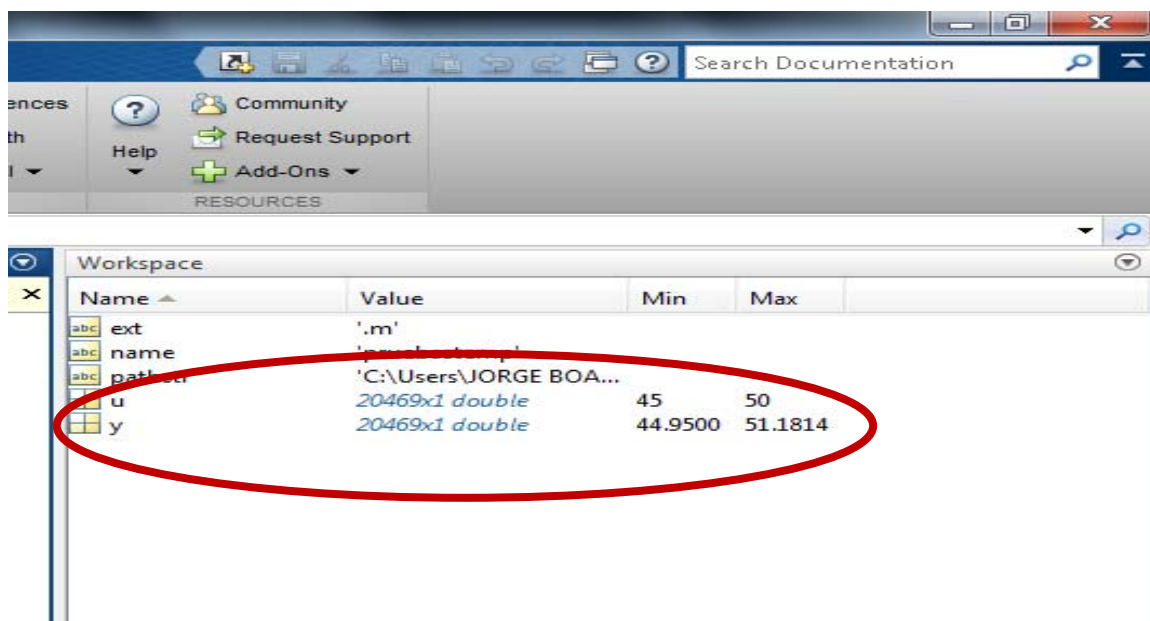 Search Documentation
ences
Community
th
Help
Request Support
l
Add-Ons
RESOURCES
Workspace
Name Value Min Max
ext '.m'
name
'C:\Users\JORGE BOA...
u 20469x1 double 45 50
y 20469x1 double 44.9500 51.1814